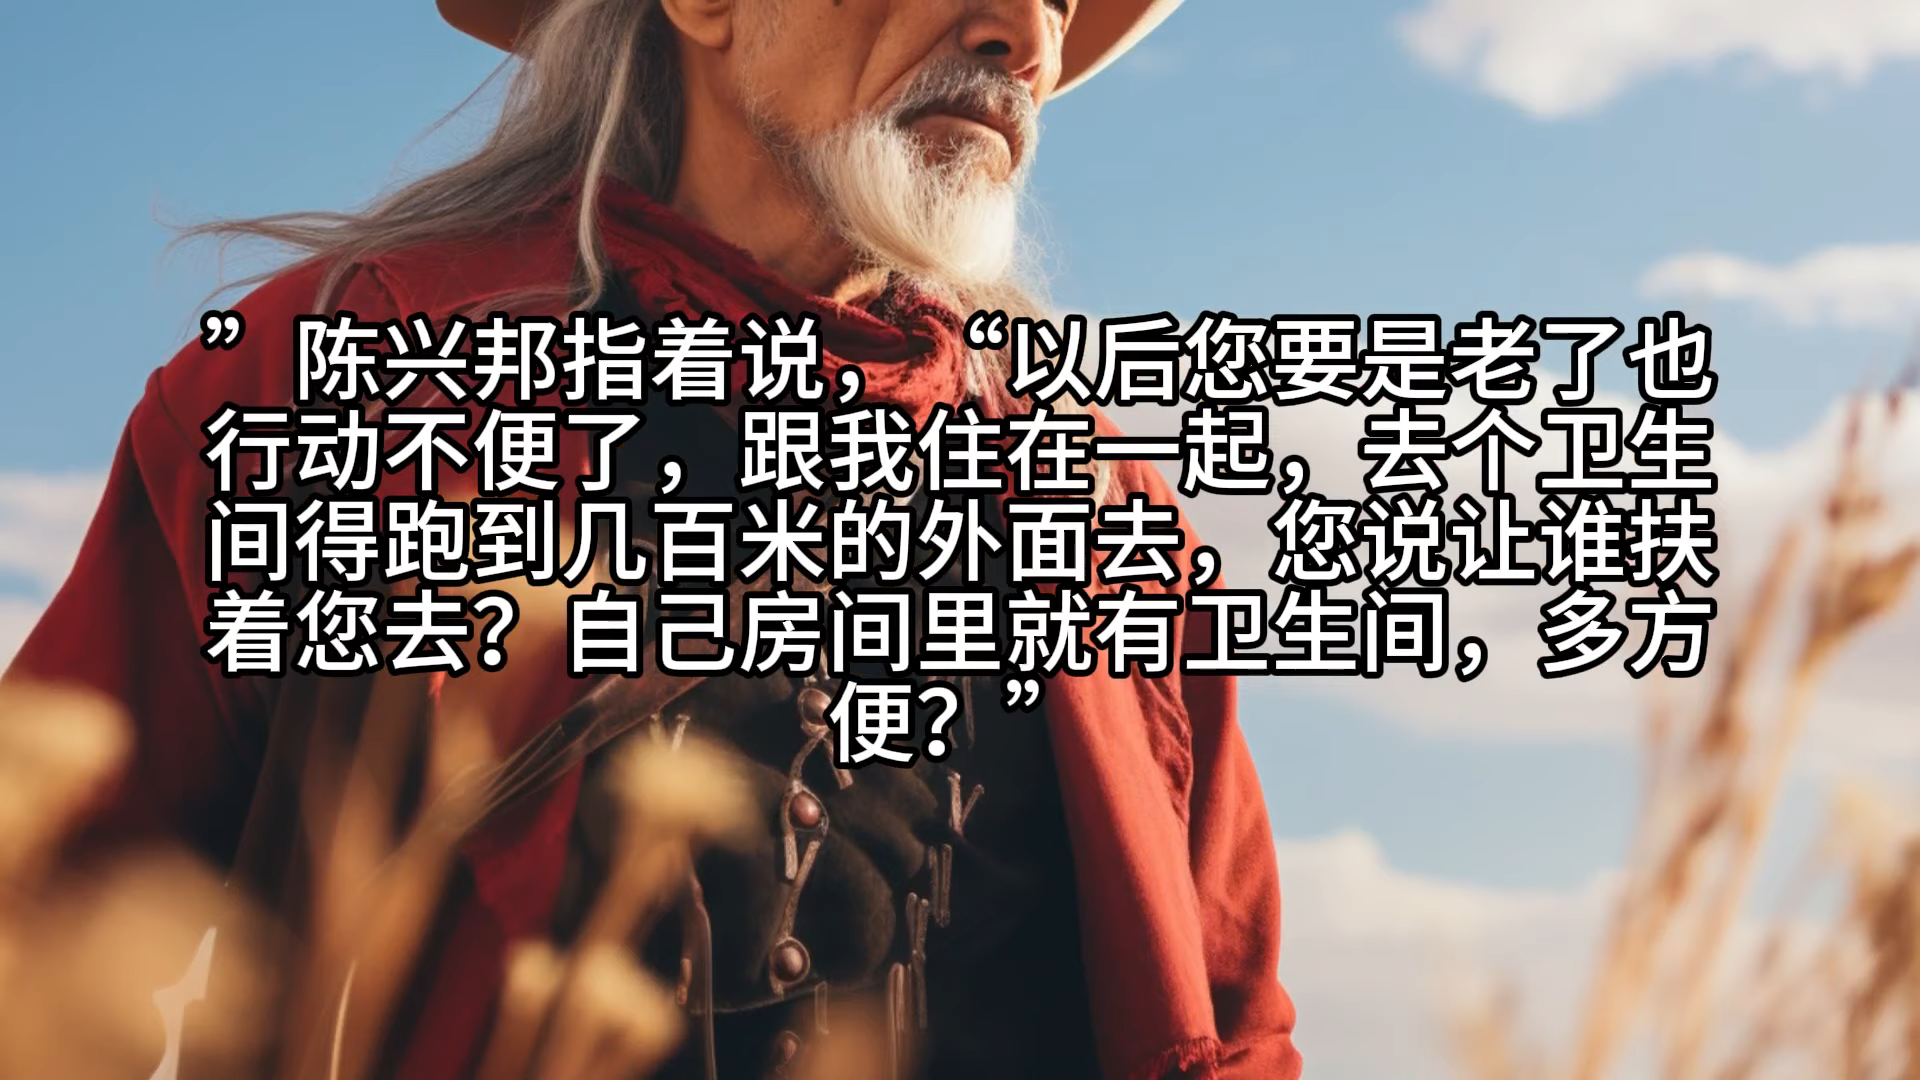 ” 陈兴邦指着说，“以后您要是老了也
行动不便了，跟我住在一起，去个卫生
间得跑到几百米的外面去，您说让谁扶
着您去？自己房间里就有卫生间，多方
便？”